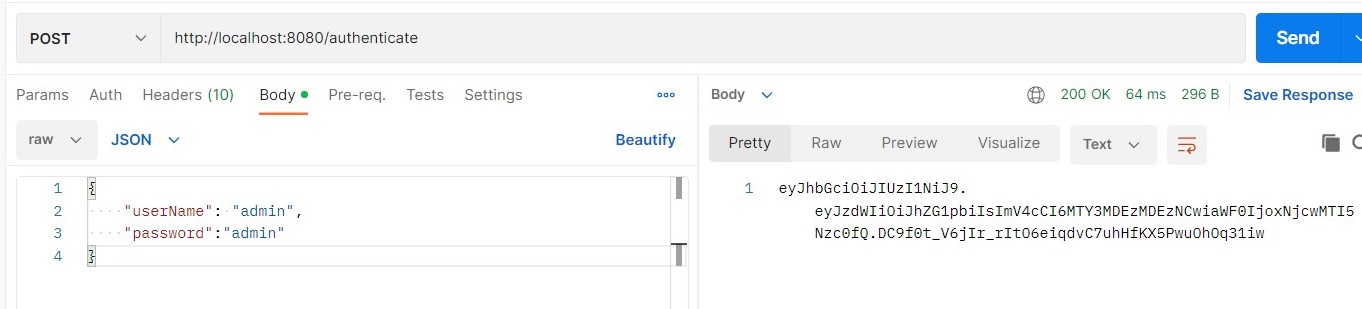 POST
http://localhost:8080/authenticate
Send
Params Auth Headers (10) Body Pre-req. Tests Settings
raw JSON Beautify
1 {
2 "userName": "admin",
3 "password":"admin"
4 }
Body 200 OK 64 ms 296 B Save Response
Pretty Raw Preview Visualize Text
1 eyJhbGciOiJIUzI1NiJ9.
eyJzdWIiOiJhZG1pbiIsImV4cCI6MTY3MDEzMDEzNCwiaWF0IjoxNjcwMTI5
Nzc0fQ.DC9f0t_V6jIr_rItO6eiqdvC7uhHfKX5PwuOhOq31iw